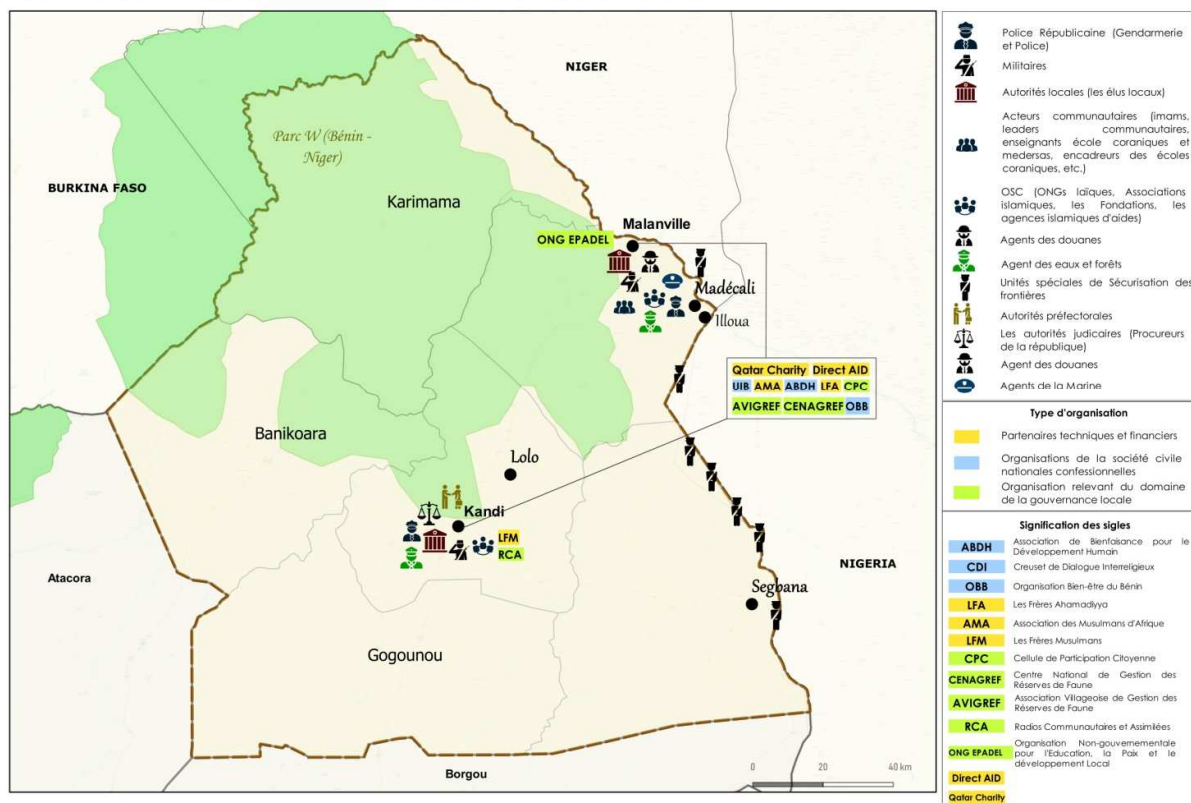 NIGER
Parc W (Bénin -
Niger)
BURKINA FASO
Karimama
Malanville
ONG EPADEL
Madécali
Illoua
Qatar Charity Direct AID
UIB AMA ABDH LFA CPC
AVIGREF CENAGREF OBB
Banikoara
Lolo
Kandi
LFM
RCA
Atacora
NIGERIA
Segbana
Gogounou
Borgou
0 20 40 km
Police Républicaine (Gendarmerie
et Police)
Militaires
Autorités locales (les élus locaux)
Acteurs communautaires (imams,
leaders communautaires,
enseignants école coraniques et
medersas, encadreurs des écoles
coraniques, etc.)
OSC (ONGs laïques, Associations
islamiques, les Fondations, les
agences islamiques d'aides)
Agents des douanes
Agent des eaux et forêts
Unités spéciales de Sécurisation des
frontières
Autorités préfectorales
Les autorités judicaires (Procureurs
de la république)
Agent des douanes
Agents de la Marine
Type d'organisation
Partenaires techniques et financiers
Organisations de la société civile
nationales confessionnelles
Organisation relevant du domaine
de la gouvernance locale
Signification des sigles
ABDH Association de Bienfaisance pour le
Développement Humain
CDI Creuset de Dialogue Interreligieux
OBB Organisation Bien-être du Bénin
LFA Les Frères Ahamadiyya
AMA Association des Musulmans d'Afrique
LFM Les Frères Musulmans
CPC Cellule de Participation Citoyenne
CENAGREF Centre National de Gestion des
Réserves de Faune
AVIGREF Association Villageoise de Gestion des
Réserves de Faune
RCA Radios Communautaires et Assimilées
ONG EPADEL Organisation Non-gouvernementale
pour l'Education, la Paix et le
développement Local
Direct AID
Qatar Charity